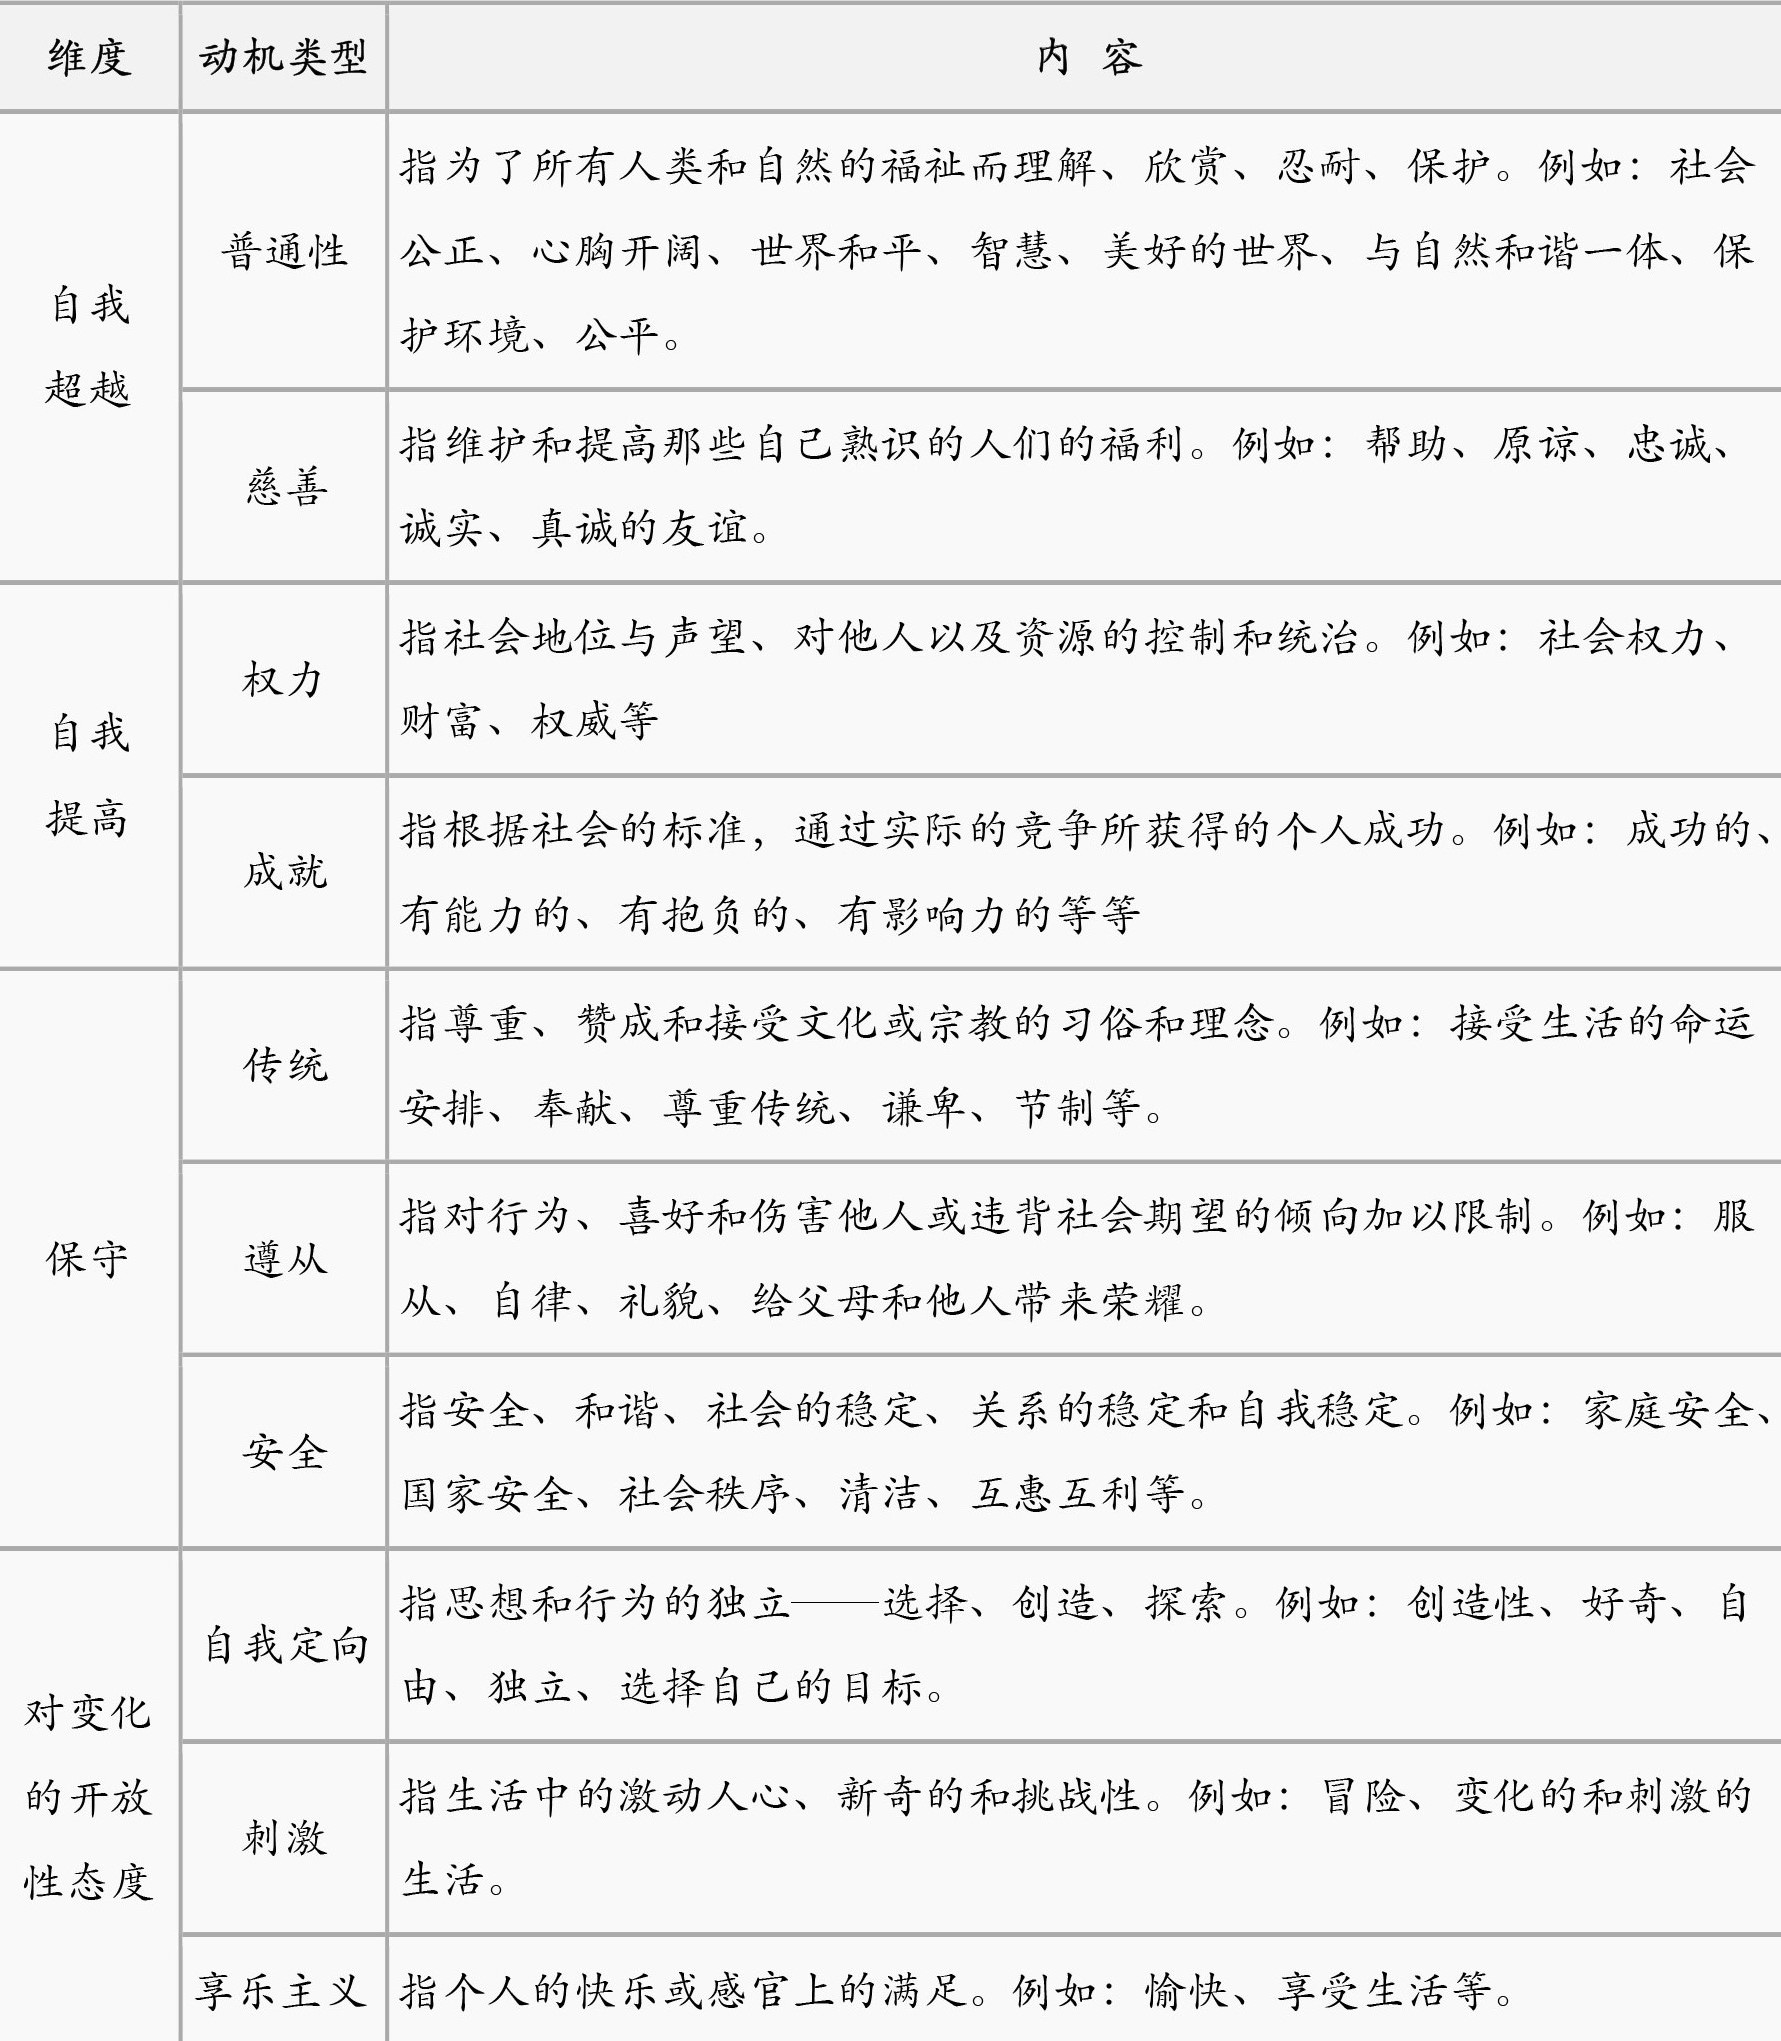 维度 动机类型 内 容
自我
超越
普通性
指为了所有人类和自然的福祉而理解、欣赏、忍耐、保护。例如：社会
公正、心胸开阔、世界和平、智慧、美好的世界、与自然和谐一体、保
护环境、公平。
慈善
指维护和提高那些自己熟识的人们的福利。例如：帮助、原谅、忠诚、
诚实、真诚的友谊。
自我
提高
权力
指社会地位与声望、对他人以及资源的控制和统治。例如：社会权力、
财富、权威等
成就
指根据社会的标准，通过实际的竞争所获得的个人成功。例如：成功的、
有能力的、有抱负的、有影响力的等等
保守
传统
指尊重、赞成和接受文化或宗教的习俗和理念。例如：接受生活的命运
安排、奉献、尊重传统、谦卑、节制等。
遵从
指对行为、喜好和伤害他人或违背社会期望的倾向加以限制。例如：服
从、自律、礼貌、给父母和他人带来荣耀。
安全
指安全、和谐、社会的稳定、关系的稳定和自我稳定。例如：家庭安全、
国家安全、社会秩序、清洁、互惠互利等。
对变化
的开放
性态度
自我定向
指思想和行为的独立——选择、创造、探索。例如：创造性、好奇、自
由、独立、选择自己的目标。
刺激
指生活中的激动人心、新奇的和挑战性。例如：冒险、变化的和刺激的
生活。
享乐主义
指个人的快乐或感官上的满足。例如：愉快、享受生活等。